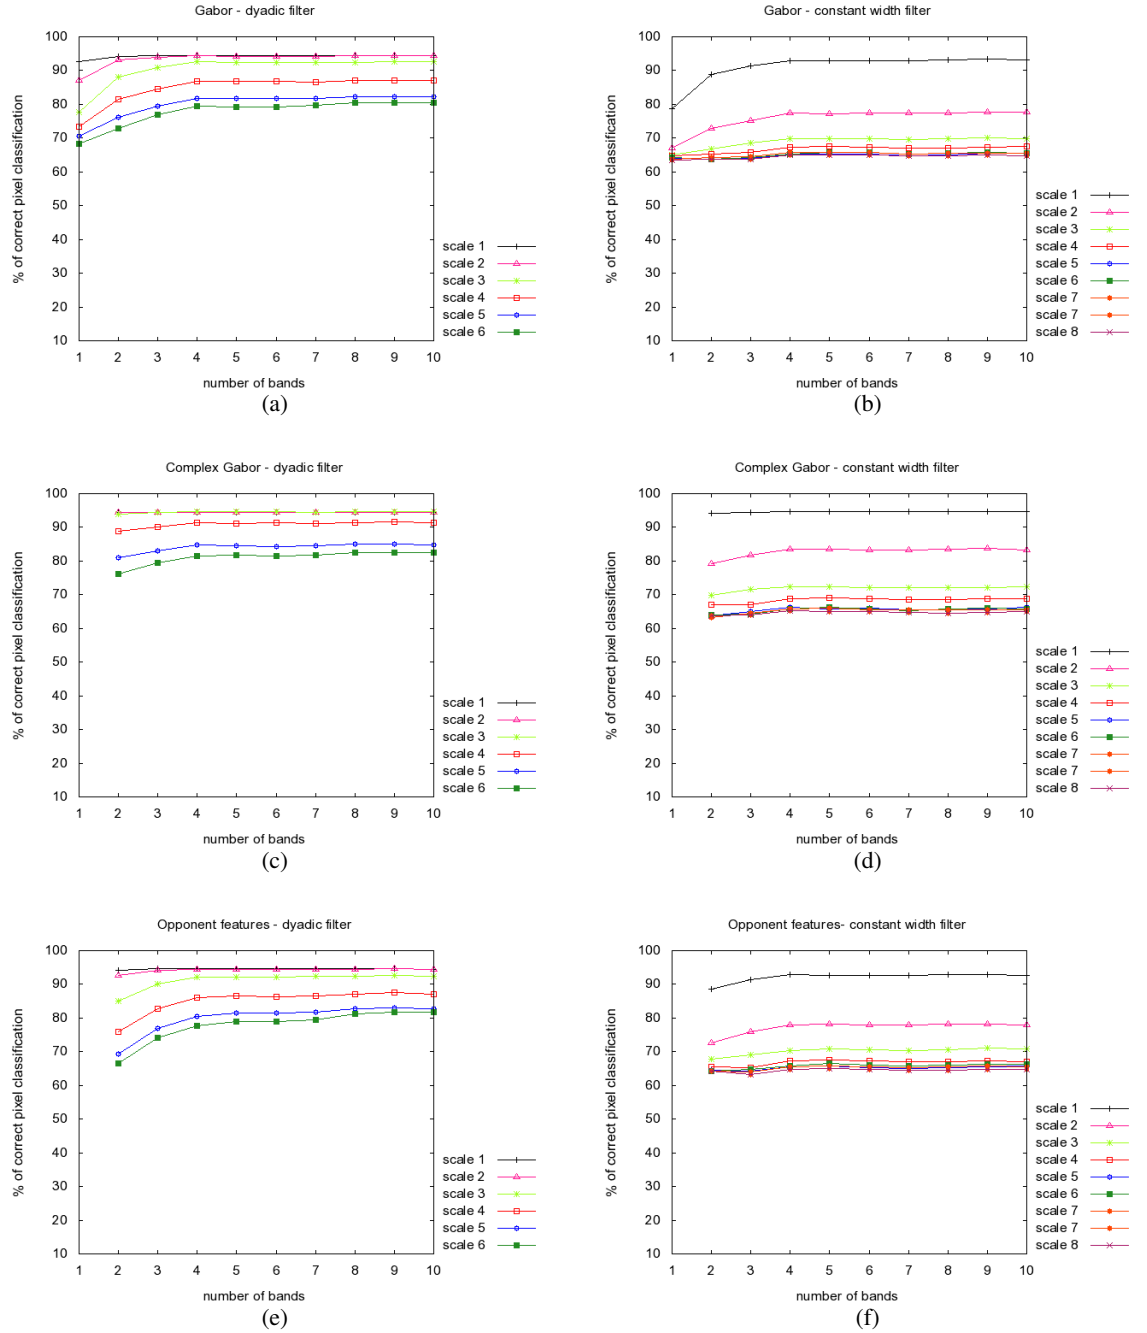 Gabor - dyadic filter
% of correct pixel classification
100
90
80
70
60
50
40
30
20
10
scale 1
scale 2
scale 3
scale 4
scale 5
scale 6
1 2 3 4 5 6 7 8 9 10
number of bands
(a)
Gabor - constant width filter
% of correct pixel classification
100
90
80
70
60
50
40
30
20
10
scale 1
scale 2
scale 3
scale 4
scale 5
scale 6
scale 7
scale 7
scale 8
1 2 3 4 5 6 7 8 9 10
number of bands
(b)
Complex Gabor - dyadic filter
% of correct pixel classification
100
90
80
70
60
50
40
30
20
10
scale 1
scale 2
scale 3
scale 4
scale 5
scale 6
1 2 3 4 5 6 7 8 9 10
number of bands
(c)
Complex Gabor - constant width filter
% of correct pixel classification
100
90
80
70
60
50
40
30
20
10
scale 1
scale 2
scale 3
scale 4
scale 5
scale 6
scale 7
scale 7
scale 8
1 2 3 4 5 6 7 8 9 10
number of bands
(d)
Opponent features - dyadic filter
% of correct pixel classification
100
90
80
70
60
50
40
30
20
10
scale 1
scale 2
scale 3
scale 4
scale 5
scale 6
1 2 3 4 5 6 7 8 9 10
number of bands
(e)
Opponent features- constant width filter
% of correct pixel classification
100
90
80
70
60
50
40
30
20
10
scale 1
scale 2
scale 3
scale 4
scale 5
scale 6
scale 7
scale 7
scale 8
1 2 3 4 5 6 7 8 9 10
number of bands
(f)